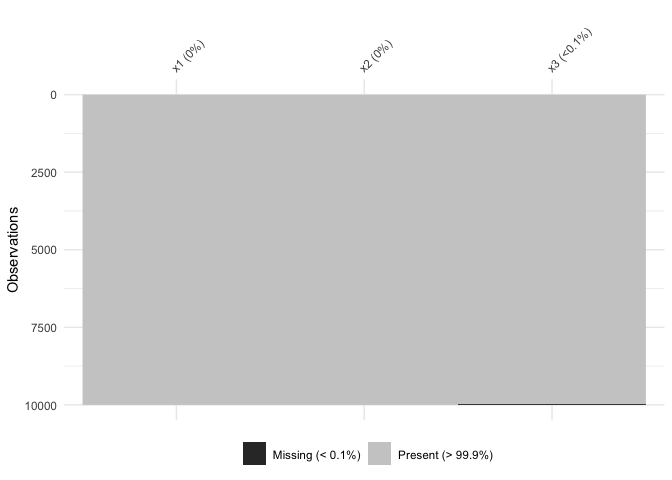 x1 (0%)
x2 (0%)
x3 (<0.1%)
0
2500
5000
7500
10000
Observations
Missing (< 0.1%)
Present (> 99.9%)